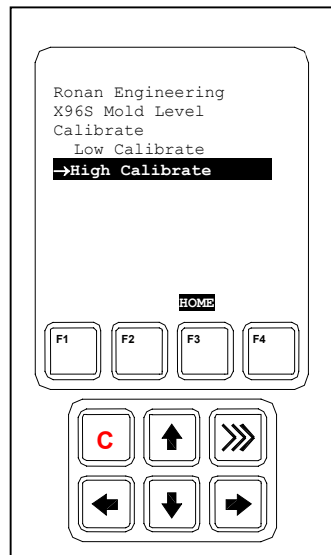 Ronan Engineering
X96S Mold Level
Calibrate
Low Calibrate
→High Calibrate
HOME
F1 F2 F3 F4
C